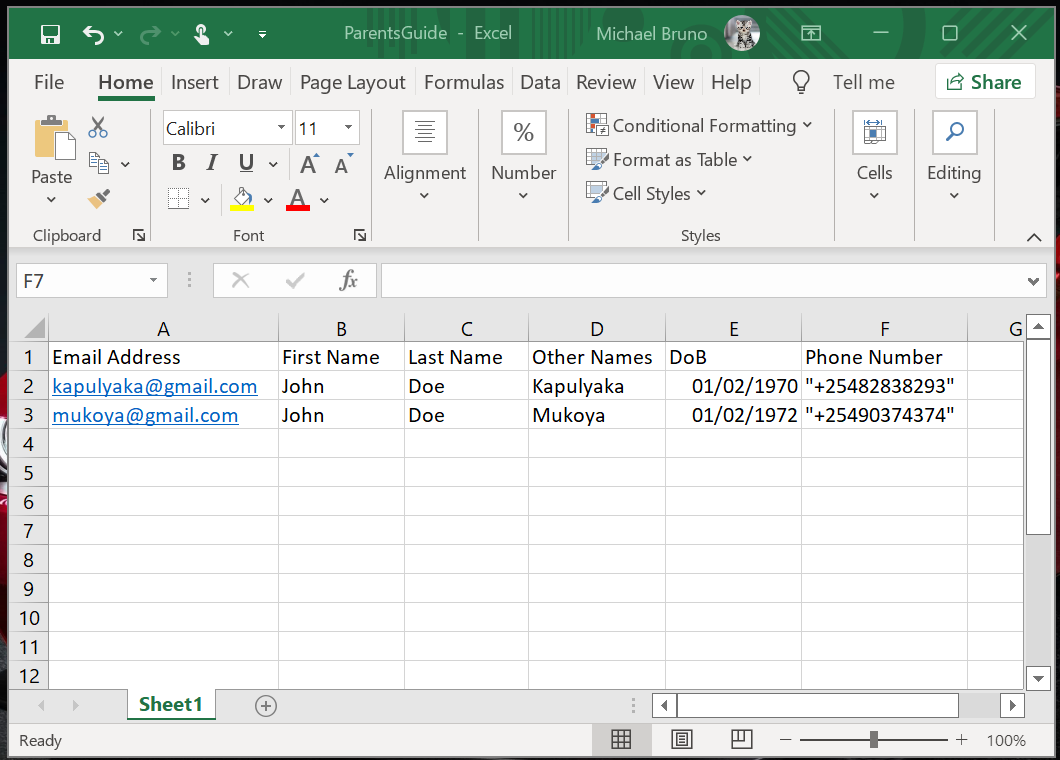 ParentsGuide - Excel Michael Bruno
File Home Insert Draw Page Layout Formulas Data Review View Help Tell me Share
Calibri 11
Conditional Formatting
% 
B I U A A
Format as Table
Paste Alignment Number Cells Editing
A
Cell Styles
Clipboard Font Styles
F7 fx
A B C D E F G
1 Email Address First Name Last Name Other Names DoB Phone Number
2 kapulyaka@gmail.com John Doe Kapulyaka 01/02/1970 "+25482838293"
3 mukoya@gmail.com John Doe Mukoya 01/02/1972 "+25490374374"
4
5
6
7
8
9
10
11
12
Sheet1
Ready 100%